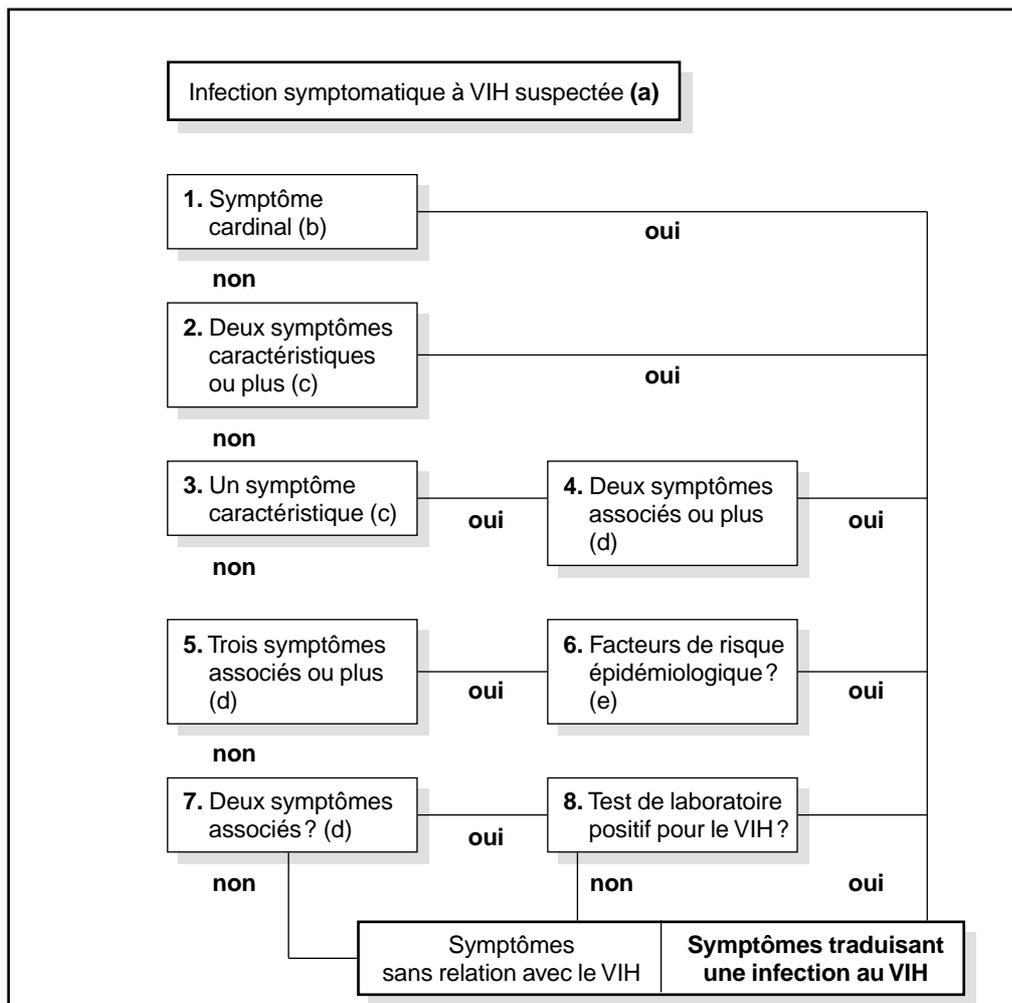 Infection symptomatique à VIH suspectée (a)
1. Symptôme
cardinal (b)
oui
non
2. Deux symptômes
caractéristiques
ou plus (c)
oui
non
3. Un symptôme
caractéristique (c)
oui
4. Deux symptômes
associés ou plus
(d)
oui
non
5. Trois symptômes
associés ou plus
(d)
oui
6. Facteurs de risque
épidémiologique ?
(e)
oui
non
7. Deux symptômes
associés ? (d)
oui
8. Test de laboratoire
positif pour le VIH ?
non
non
oui
Symptômes
sans relation avec le VIH
Symptômes traduisant
une infection au VIH